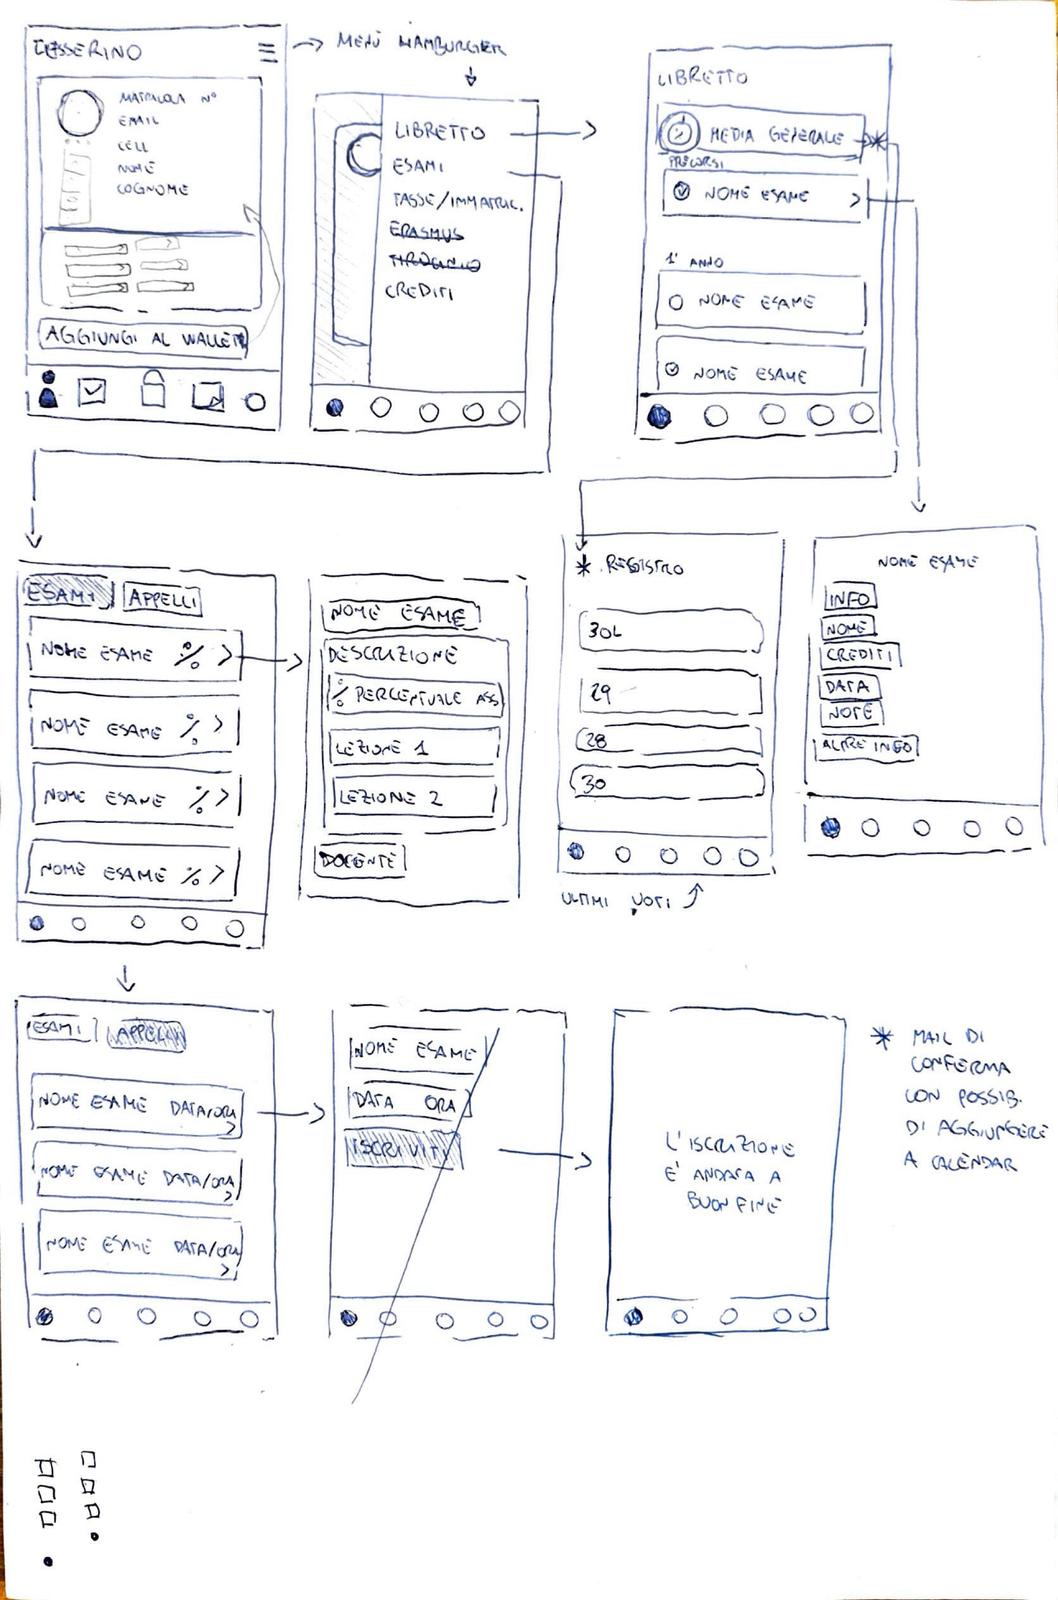 TESSERINO
MATRICOLA N°
EMAIL
CELL
NOME
COGNOME
AGGIUNGI AL WALLET
MENÙ HAMBURGER
LIBRETTO
ESAMI
TASSE/IMMATRIC.
ERASMUS
TIROCINIO
CREDITI
LIBRETTO
MEDIA GENERALE *
NOME ESAME
1° ANNO
NOME ESAME
NOME ESAME
ESAMI APPELLI
NOME ESAME % >
NOME ESAME % >
NOME ESAME % >
NOME ESAME % >
NOME ESAME
DESCRIZIONE
% PERCENTUALE ASS
LEZIONE 1
LEZIONE 2
DOCENTE
* REGISTRO
30L
29
28
30
ULTIMI VOTI
NOME ESAME
INFO
NOME
CREDITI
DATA
NOTE
ALTRE INFO
ESAMI APPELLI
NOME ESAME DATA/ORA
NOME ESAME DATA/ORA
NOME ESAME DATA/ORA
NOME ESAME
DATA ORA
ISCRIVITI
L'ISCRIZIONE
E' ANDATA A
BUON FINE
* MAIL DI
CONFERMA
CON POSSIB.
DI AGGIUNGERE
A CALENDAR